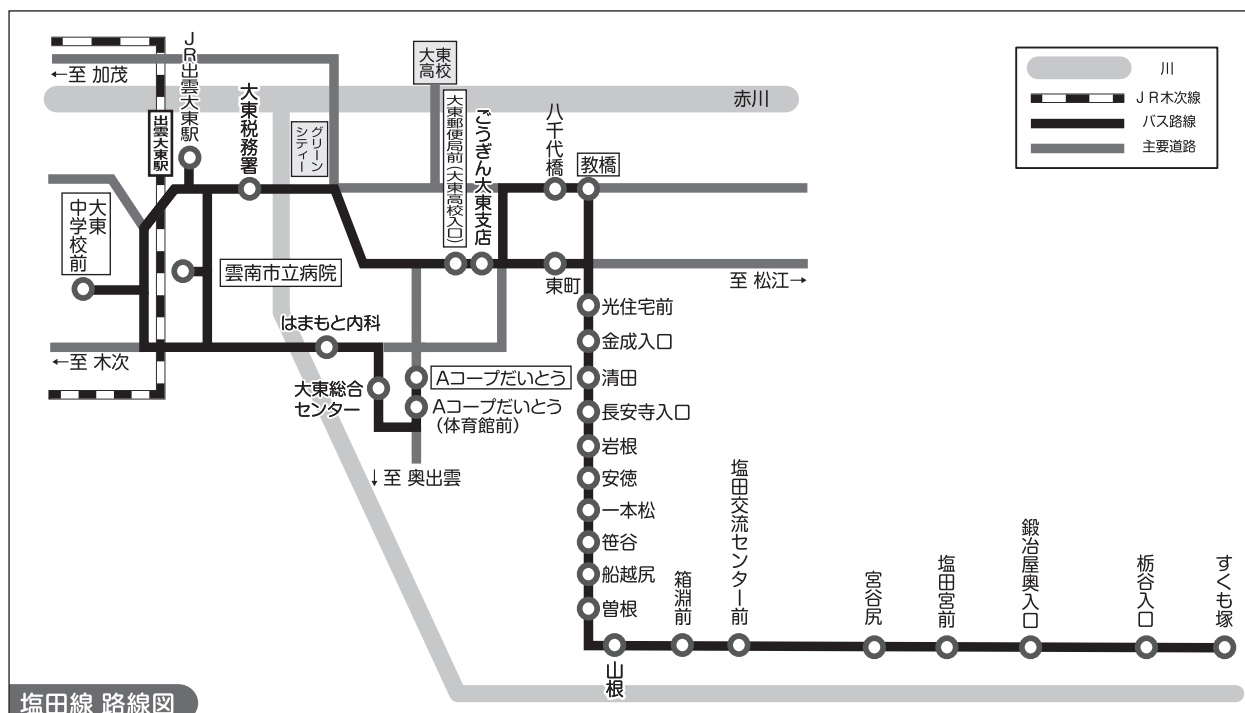 ←至 加茂
JR出雲大東駅
出雲大東駅
大東税務署
グリーン
シティー
大東
高校
大東郵便局前(大東高校入口)
ごうぎん大東支店
八千代橋
教橋
赤川
川
JR木次線
バス路線
主要道路
大東
中学校前
雲南市立病院
東町
至 松江→
はまもと内科
←至 木次
大東総合
センター
Aコープだいとう
Aコープだいとう
(体育館前)
↓至 奥出雲
光住宅前
金成入口
清田
長安寺入口
岩根
安徳
一本松
笹谷
船越尻
曽根
山根
箱淵前
塩田交流センター前
宮谷尻
塩田宮前
鍛冶屋奥入口
栃谷入口
すくも塚
塩田線 路線図